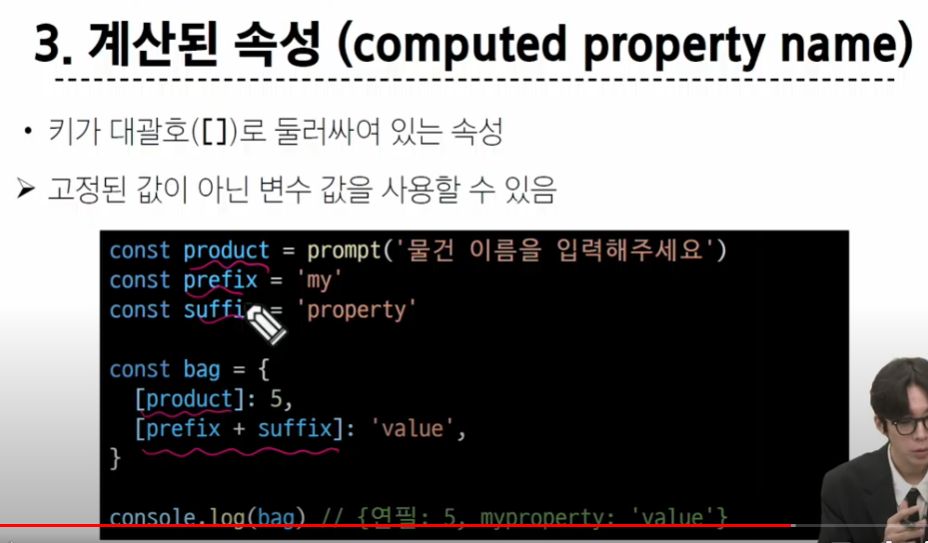 3. 계산된 속성 (computed property name)
• 키가 대괄호([])로 둘러싸여 있는 속성
➤ 고정된 값이 아닌 변수 값을 사용할 수 있음
const product = prompt('물건 이름을 입력해주세요')
const prefix = 'my'
const suffi = 'property'
const bag = {
[product]: 5,
[prefix + suffix]: 'value',
}
console.log(bag) // {연필: 5, myproperty: 'value'}